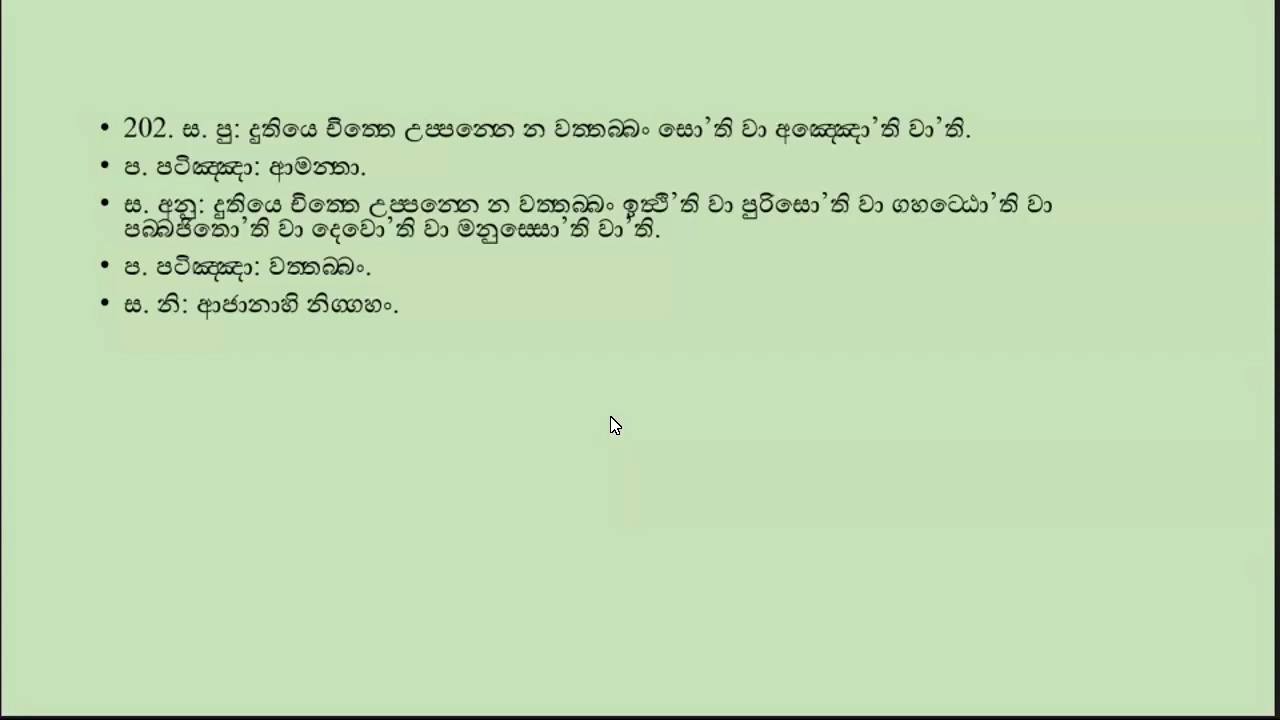 • 202. ස. පු: දුතියෙ චිත්තෙ උප්පන්නෙ න වත්තබ්බං සො’ති වා අඤ්ඤො’ති වා’ති.
• ප. පටිඤ්ඤා: ආමන්තා.
• ස. අනු: දුතියෙ චිත්තෙ උප්පන්නෙ න වත්තබ්බං ඉත්ථි’ති වා පුරිසො’ති වා ගහට්ඨො’ති වා
පබ්බජිතො’ති වා දෙවො’ති වා මනුස්සො’ති වා’ති.
• ප. පටිඤ්ඤා: වත්තබ්බං.
• ස. නි: ආජානාහි නිග්ගහං.